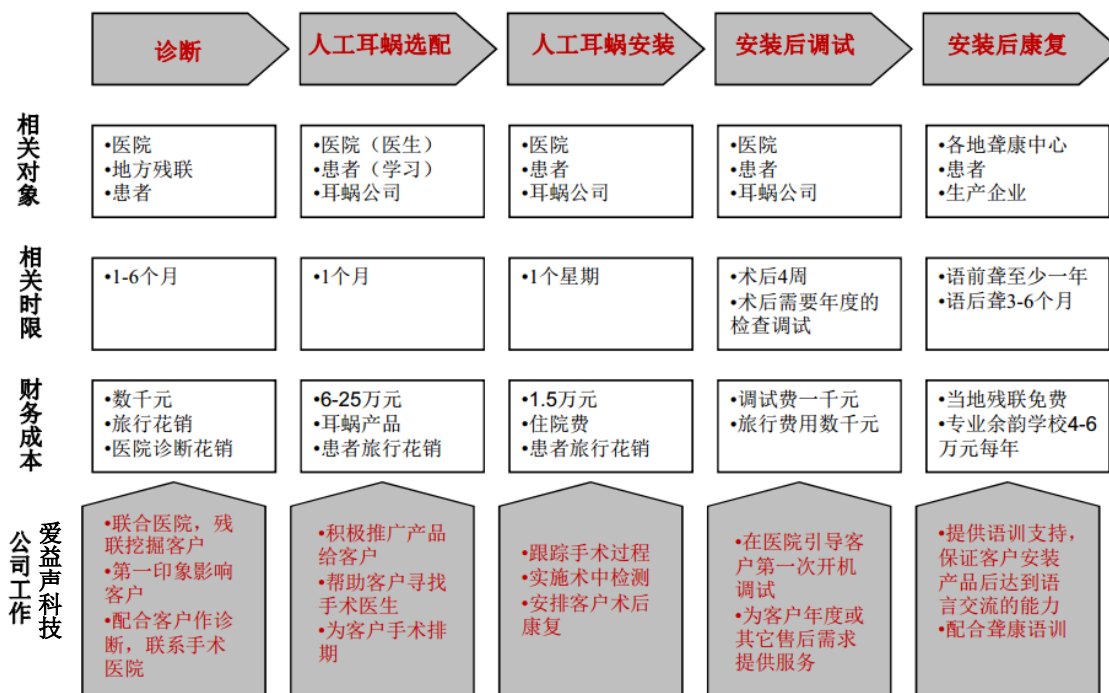 诊断
人工耳蜗选配
人工耳蜗安装
安装后调试
安装后康复
相关对象
•医院
•地方残联
•患者
•医院（医生）
•患者（学习）
•耳蜗公司
•医院
•患者
•耳蜗公司
•医院
•患者
•耳蜗公司
•各地聋康中心
•患者
•生产企业
相关时限
•1-6个月
•1个月
•1个星期
•术后4周
•术后需要年度的
检查调试
•语前聋至少一年
•语后聋3-6个月
财务成本
•数千元
•旅行花销
•医院诊断花销
•6-25万元
•耳蜗产品
•患者旅行花销
•1.5万元
•住院费
•患者旅行花销
•调试费一千元
•旅行费用数千元
•当地残联免费
•专业余韵学校4-6
万元每年
爱益声科技
公司工作
•联合医院，残
联挖掘客户
•第一印象影响
客户
•配合客户作诊
断，联系手术
医院
•积极推广产品
给客户
•帮助客户寻找
手术医生
•为客户手术排
期
•跟踪手术过程
•实施术中检测
•安排客户术后
康复
•在医院引导客
户第一次开机
调试
•为客户年度或
其它售后需求
提供服务
•提供语训支持，
保证客户安装
产品后达到语
言交流的能力
•配合聋康语训